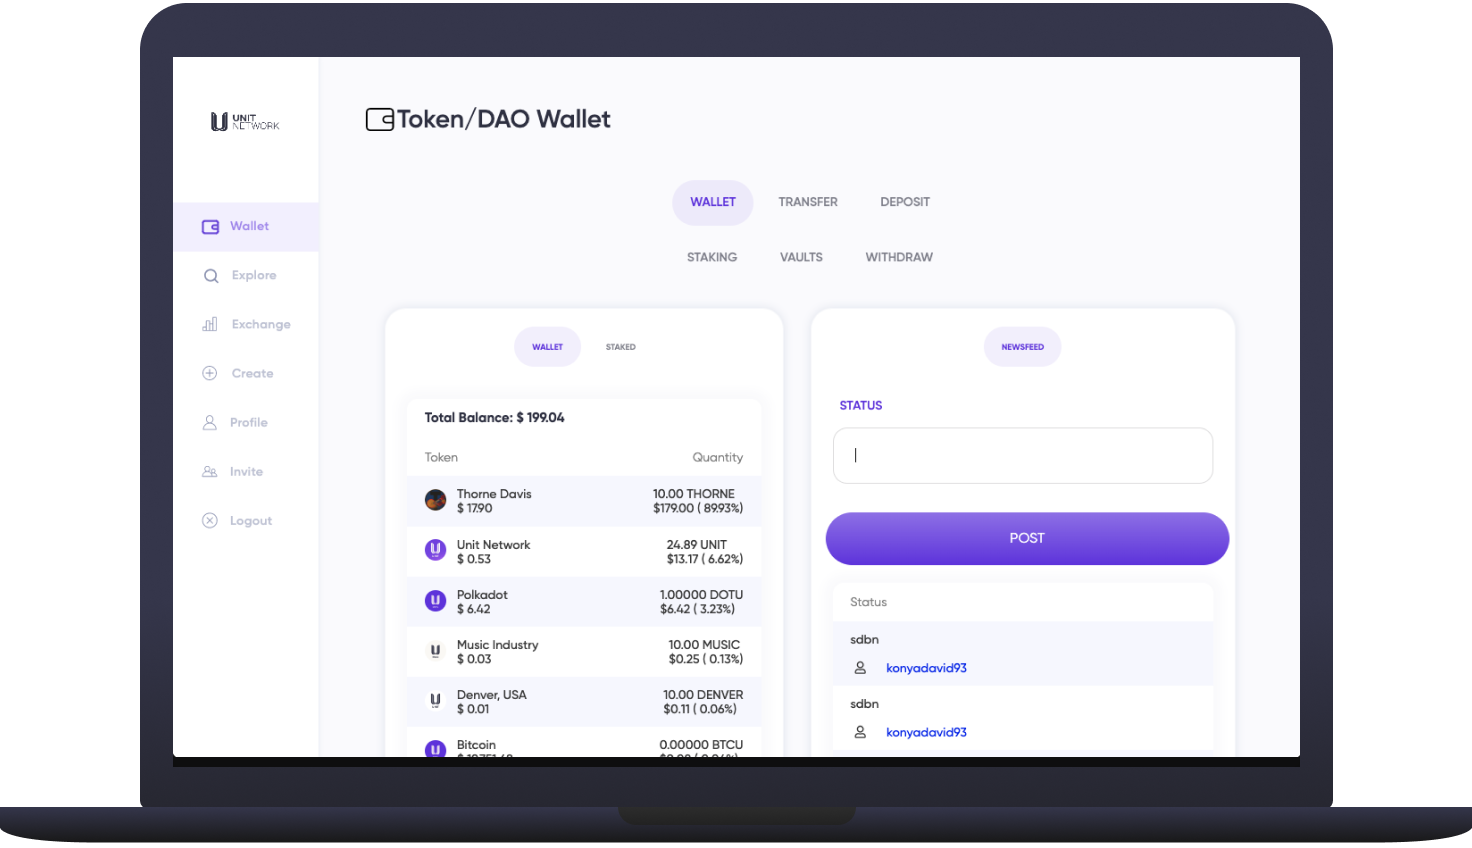 UNIT
NETWORK
Token/DAO Wallet
Wallet
Explore
Exchange
Create
Profile
Invite
Logout
WALLET TRANSFER DEPOSIT
STAKING VAULTS WITHDRAW
WALLET STAKED
Total Balance: $ 199.04
Token Quantity
Thorne Davis 10.00 THORNE
$ 17.90 $179.00 ( 89.93%)
Unit Network 24.89 UNIT
$ 0.53 $13.17 ( 6.62%)
Polkadot 1.00000 DOTU
$ 6.42 $6.42 ( 3.23%)
Music Industry 10.00 MUSIC
$ 0.03 $0.25 ( 0.13%)
Denver, USA 10.00 DENVER
$ 0.01 $0.11 ( 0.06%)
Bitcoin 0.00000 BTCU
NEWSFEED
STATUS
POST
Status
sdbn
konyadavid93
sdbn
konyadavid93